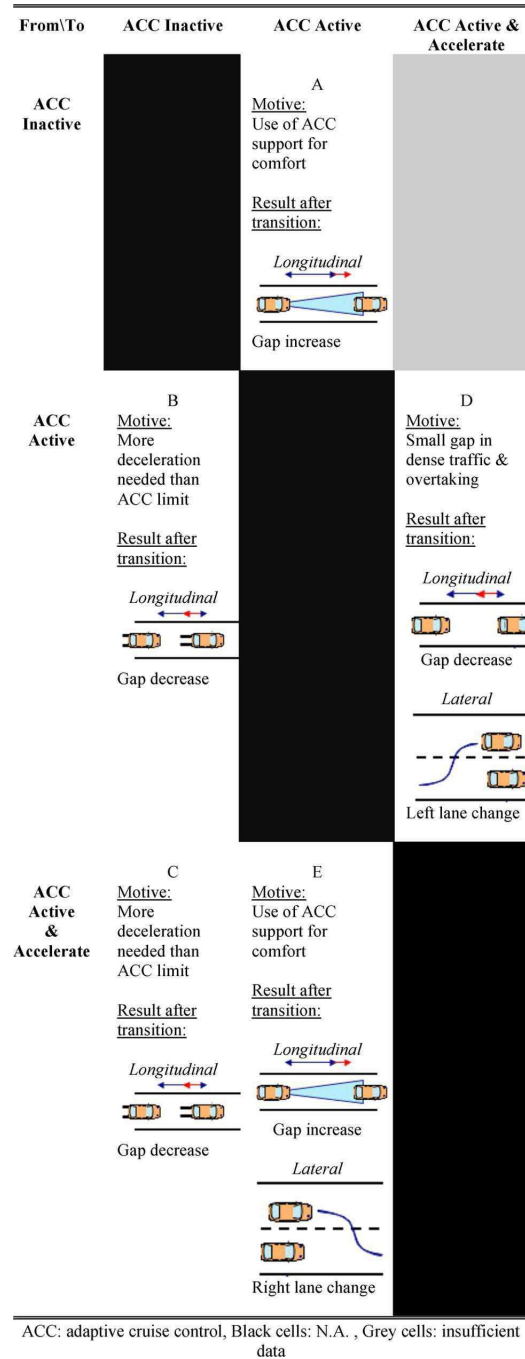 From\To ACC Inactive ACC Active ACC Active &
Accelerate
ACC
Inactive
A
Motive:
Use of ACC
support for
comfort
Result after
transition:
Longitudinal
Gap increase
ACC
Active
B
Motive:
More
deceleration
needed than
ACC limit
Result after
transition:
Longitudinal
Gap decrease
D
Motive:
Small gap in
dense traffic &
overtaking
Result after
transition:
Longitudinal
Gap decrease
Lateral
Left lane change
ACC
Active
&
Accelerate
C
Motive:
More
deceleration
needed than
ACC limit
Result after
transition:
Longitudinal
Gap decrease
E
Motive:
Use of ACC
support for
comfort
Result after
transition:
Longitudinal
Gap increase
Lateral
Right lane change
ACC: adaptive cruise control, Black cells: N.A. , Grey cells: insufficient
data